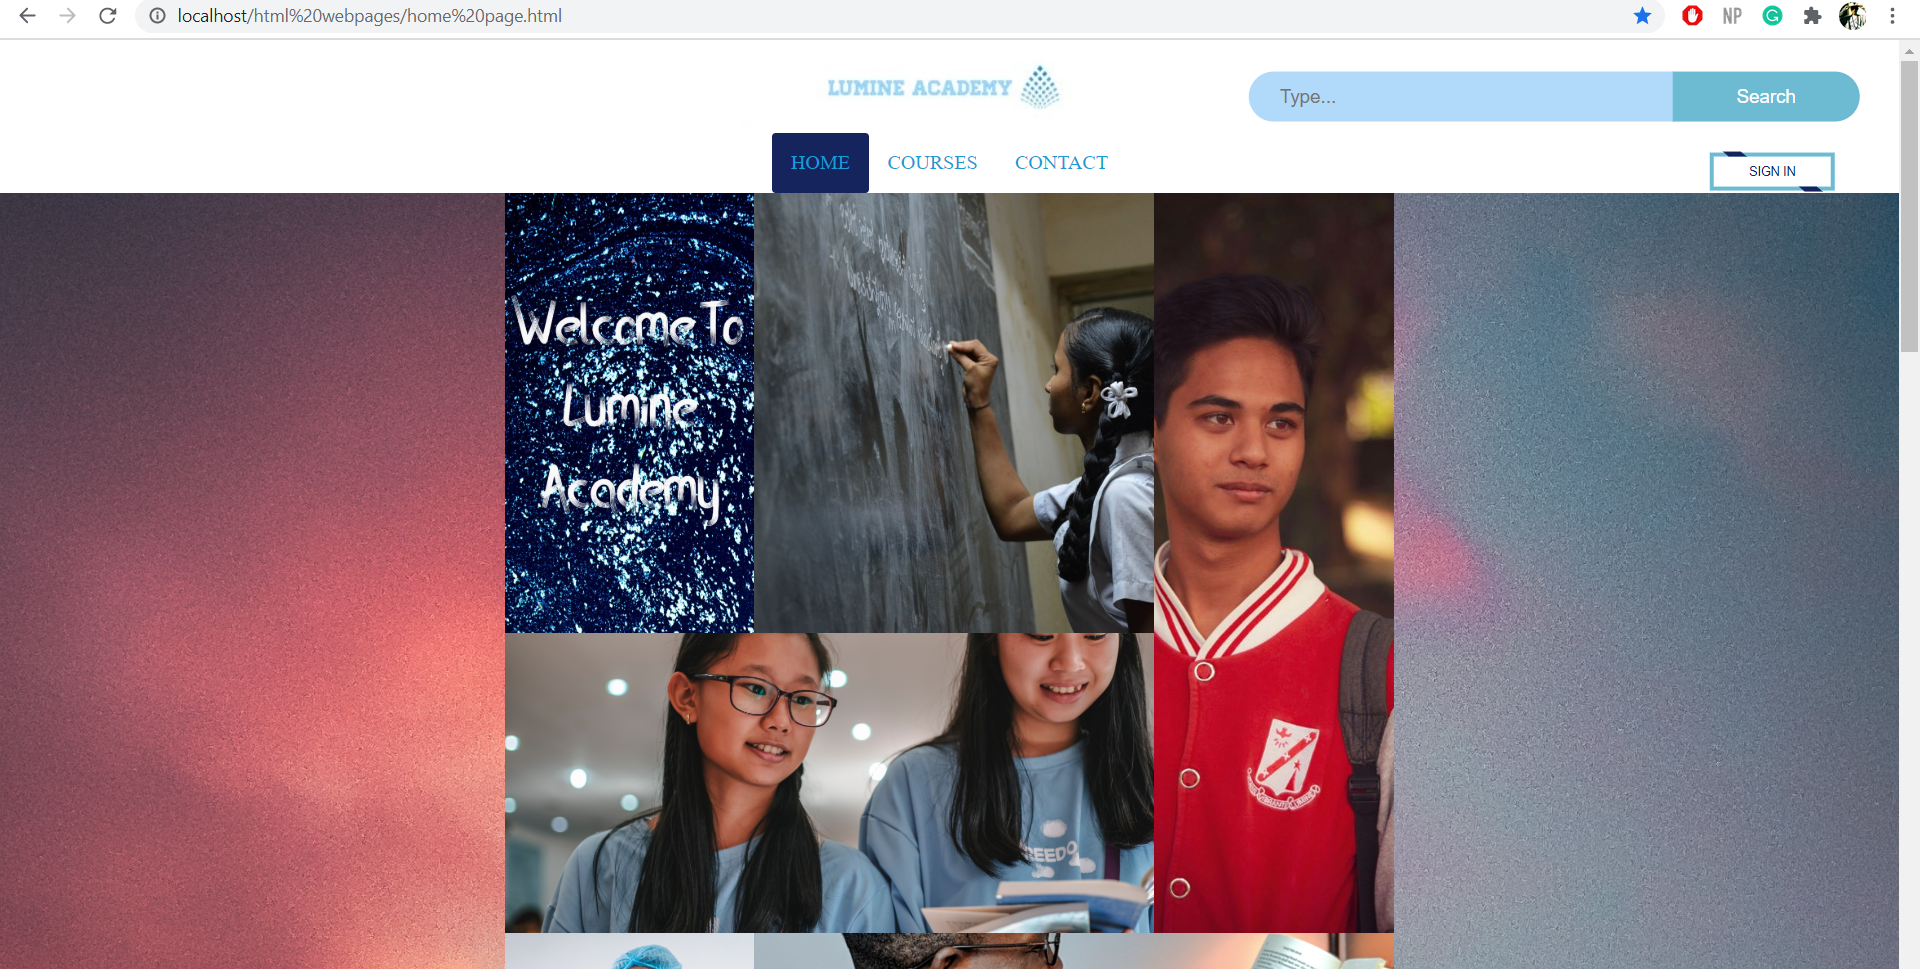 localhost/html%20webpages/home%20page.html
NP
LUMINE ACADEMY
Type...
Search
HOME
COURSES
CONTACT
SIGN IN
Welcome To
Lumine
Academy
REEDO